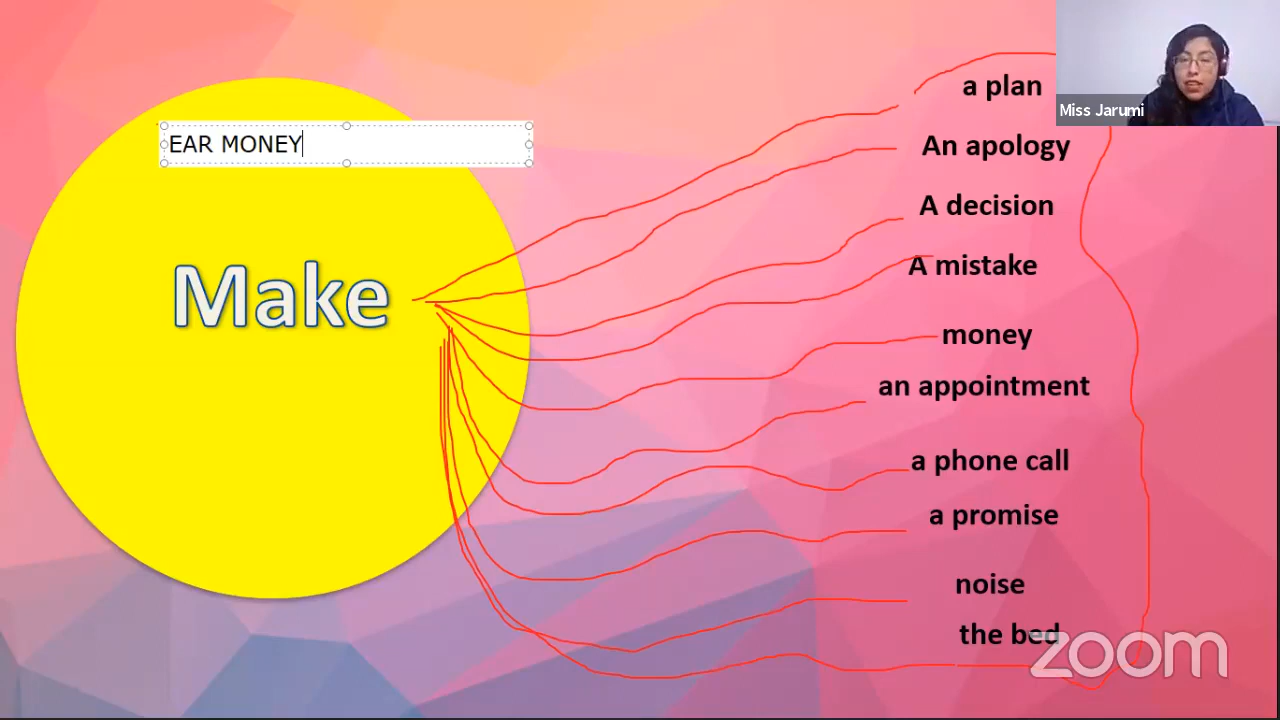 EAR MONEY
Make
a plan
An apology
A decision
A mistake
money
an appointment
a phone call
a promise
noise
the bed
Miss Jarumi
zoom